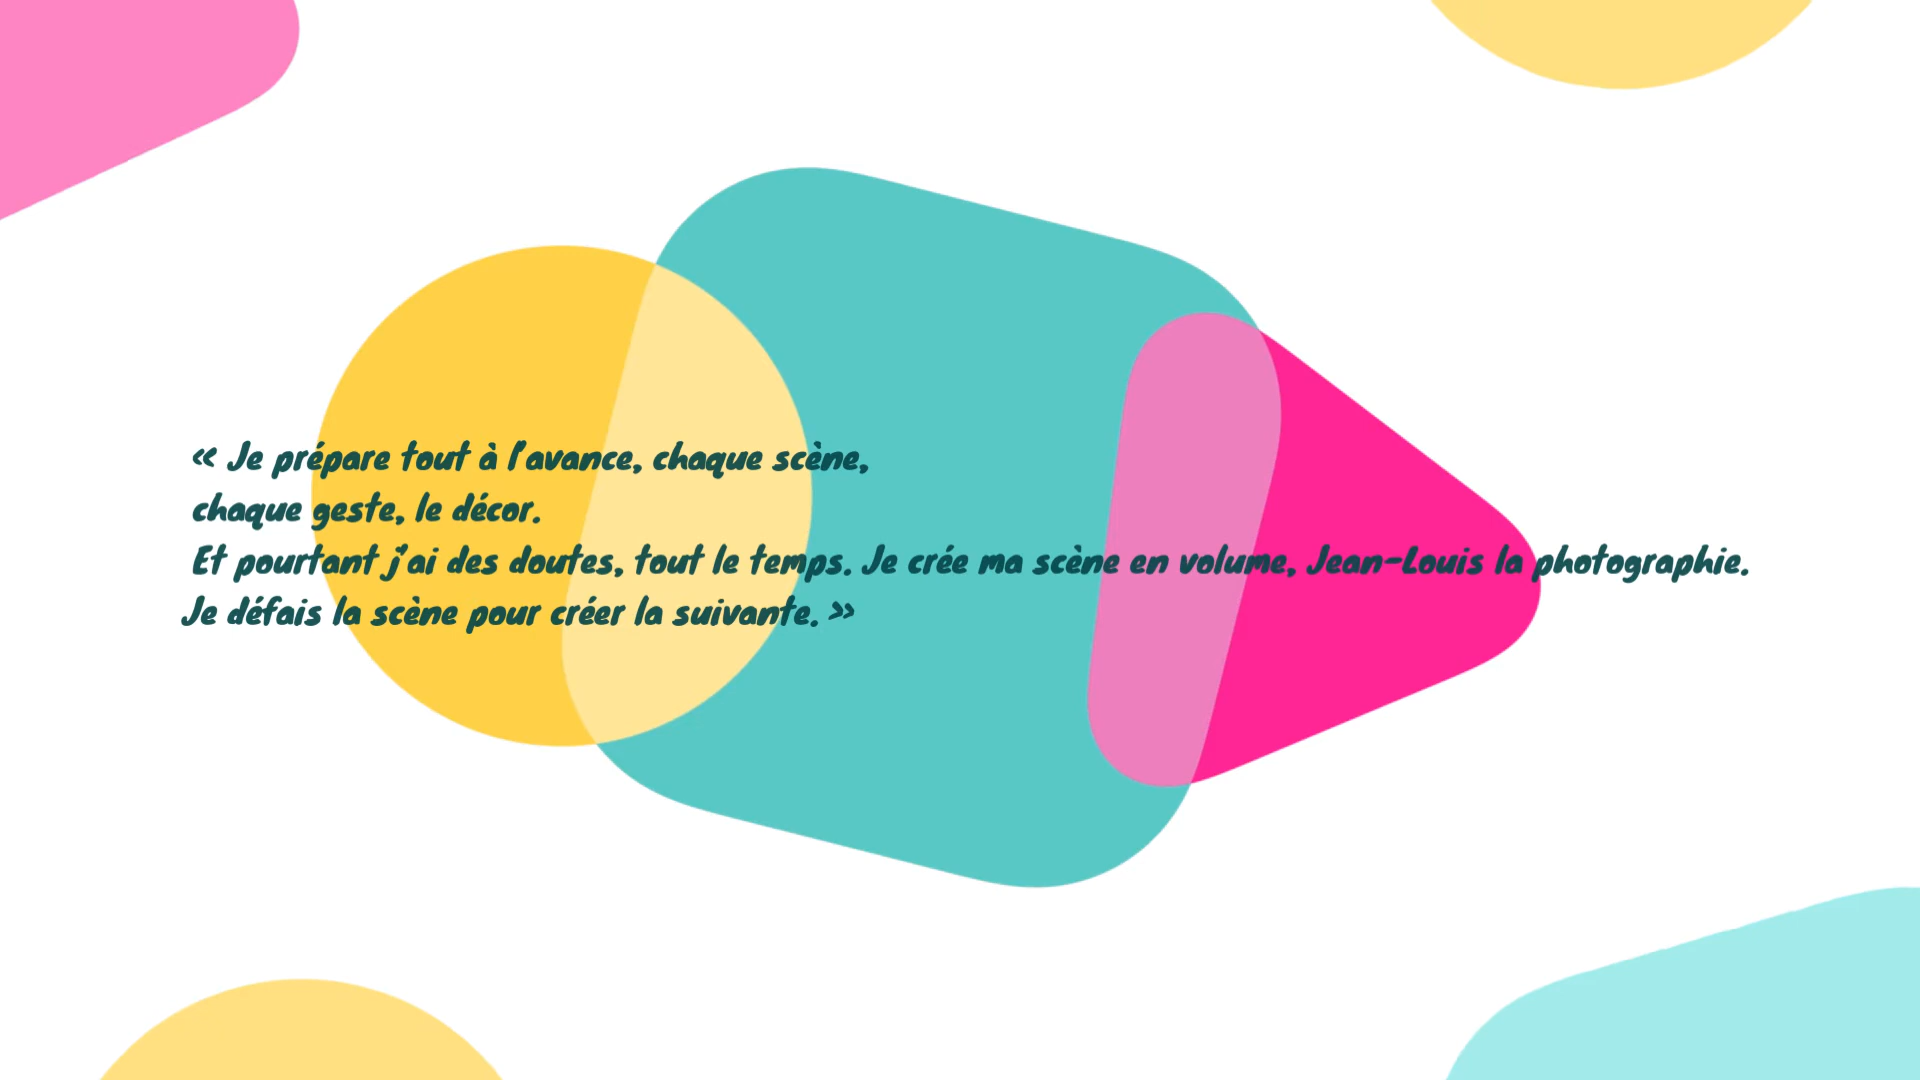 « Je prépare tout à l'avance, chaque scène,
chaque geste, le décor.
Et pourtant j'ai des doutes, tout le temps. Je crée ma scène en volume, Jean-Louis la photographie.
Je défais la scène pour créer la suivante. »